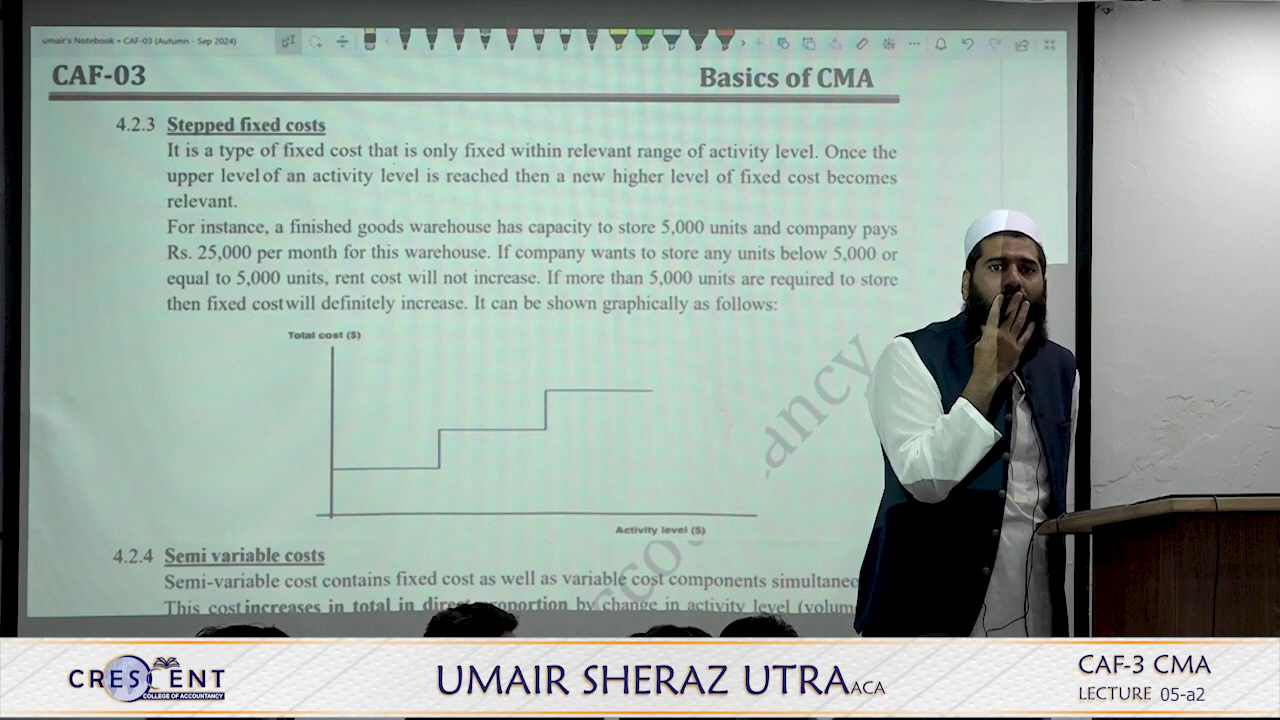 umair's Notebook • CAF-03 (Autumn - Sep 2024)
CAF-03
Basics of CMA
4.2.3 Stepped fixed costs
It is a type of fixed cost that is only fixed within relevant range of activity level. Once the
upper level of an activity level is reached then a new higher level of fixed cost becomes
relevant.
For instance, a finished goods warehouse has capacity to store 5,000 units and company pays
Rs. 25,000 per month for this warehouse. If company wants to store any units below 5,000 or
equal to 5,000 units, rent cost will not increase. If more than 5,000 units are required to store
then fixed cost will definitely increase. It can be shown graphically as follows:
Total cost ($)
Activity level ($)
4.2.4 Semi variable costs
Semi-variable cost contains fixed cost as well as variable cost components
This cost increases in total in direct proportion by change in activity level
CRESCENT
COLLEGE OF ACCOUNTANCY
UMAIR SHERAZ UTRA ACA
CAF-3 CMA
LECTURE 05-a2